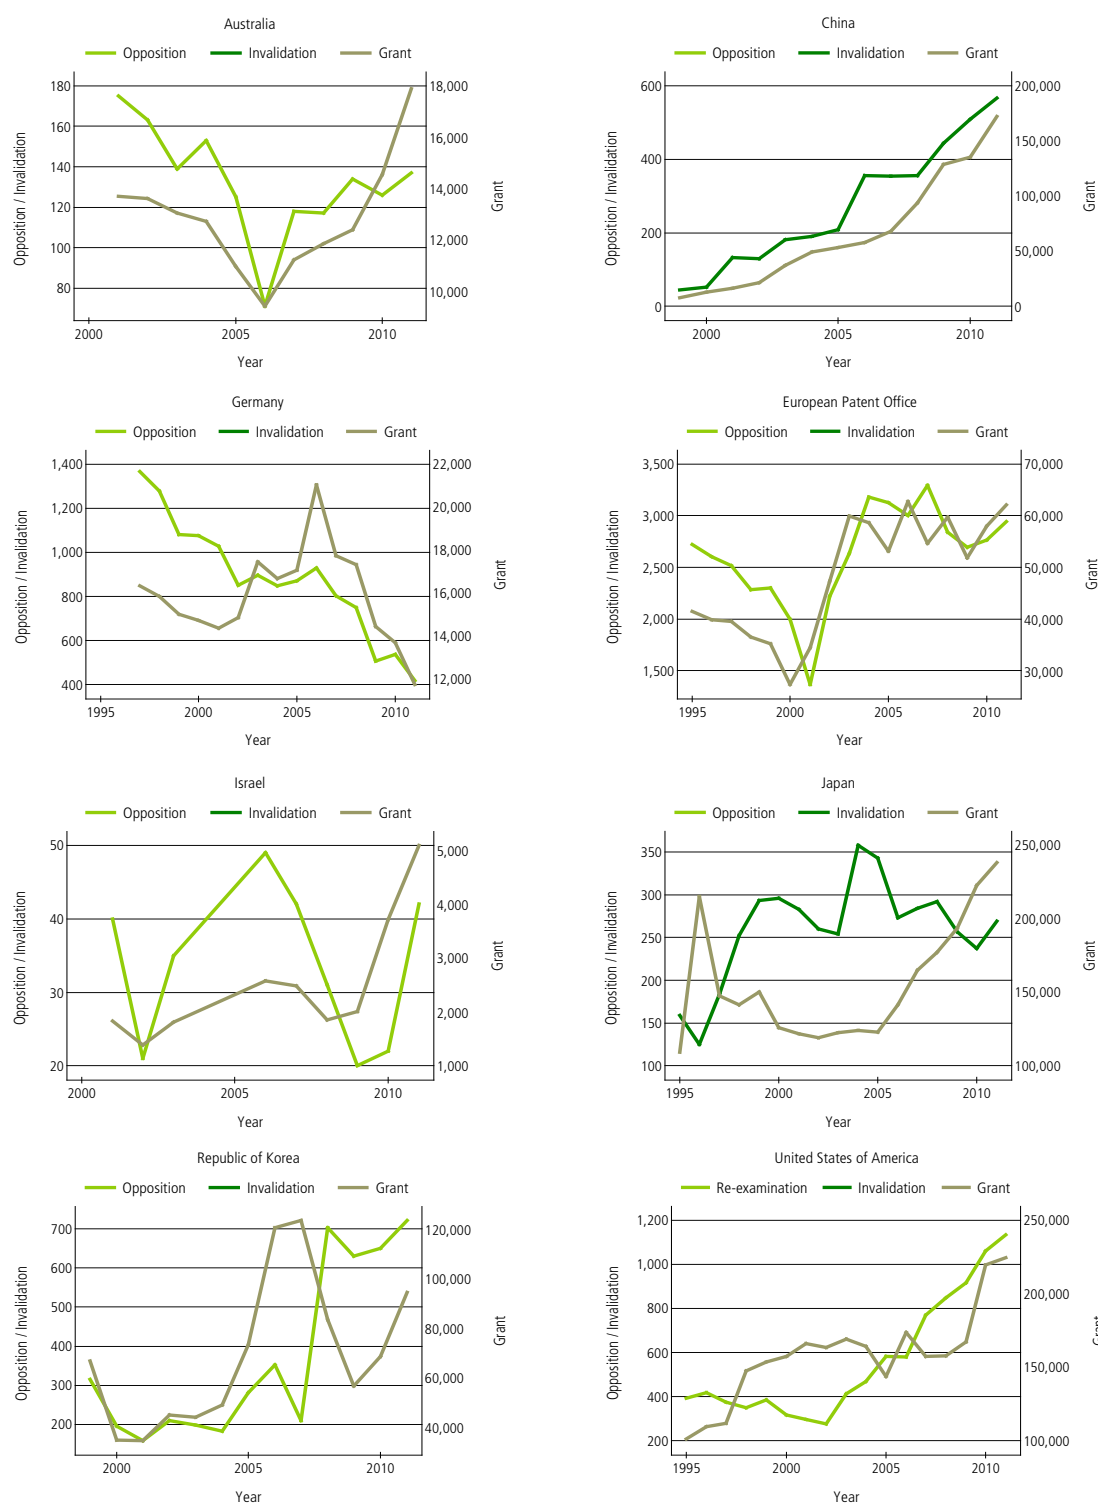 Australia
Opposition Invalidation Grant
180
160
140
120
100
80
18,000
16,000
14,000
12,000
10,000
Opposition / Invalidation
Grant
2000 2005 2010
Year
China
Opposition Invalidation Grant
600
400
200
0
200,000
150,000
100,000
50,000
0
Opposition / Invalidation
Grant
2000 2005 2010
Year
Germany
Opposition Invalidation Grant
1,400
1,200
1,000
800
600
400
22,000
20,000
18,000
16,000
14,000
12,000
Opposition / Invalidation
Grant
1995 2000 2005 2010
Year
European Patent Office
Opposition Invalidation Grant
3,500
3,000
2,500
2,000
1,500
70,000
60,000
50,000
40,000
30,000
Opposition / Invalidation
Grant
1995 2000 2005 2010
Year
Israel
Opposition Invalidation Grant
50
40
30
20
5,000
4,000
3,000
2,000
1,000
Opposition / Invalidation
Grant
2000 2005 2010
Year
Japan
Opposition Invalidation Grant
350
300
250
200
150
100
250,000
200,000
150,000
100,000
Opposition / Invalidation
Grant
1995 2000 2005 2010
Year
Republic of Korea
Opposition Invalidation Grant
700
600
500
400
300
200
120,000
100,000
80,000
60,000
40,000
Opposition / Invalidation
Grant
2000 2005 2010
Year
United States of America
Re-examination Invalidation Grant
1,200
1,000
800
600
400
200
250,000
200,000
150,000
100,000
Opposition / Invalidation
Grant
1995 2000 2005 2010
Year